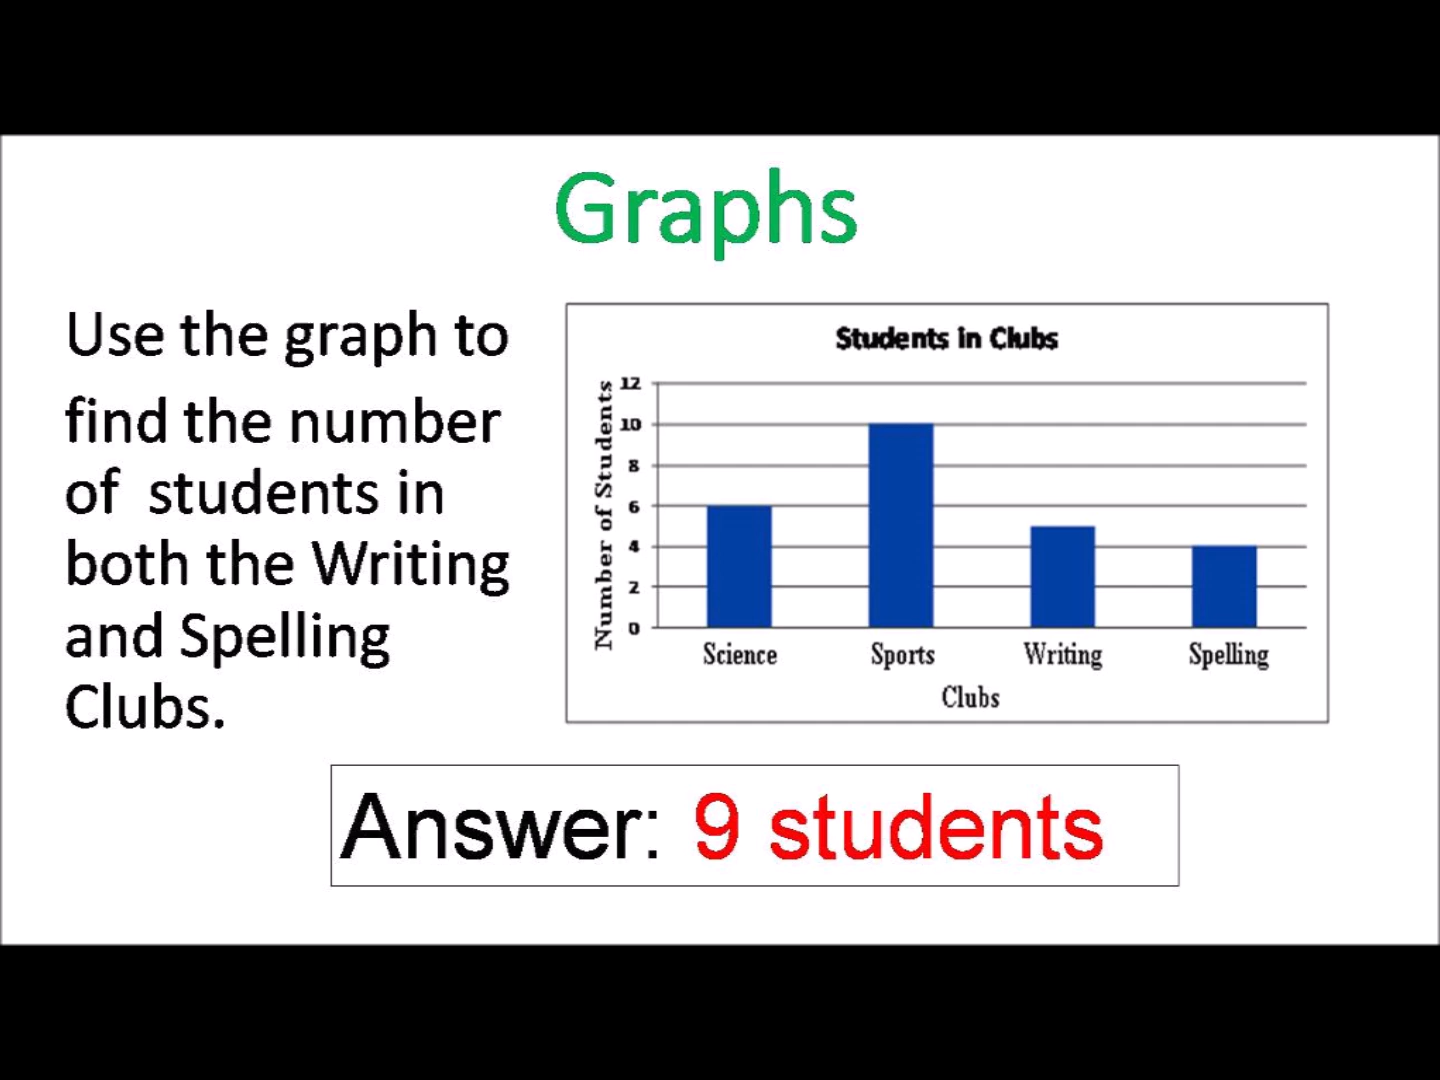 Graphs
Use the graph to
find the number
of students in
both the Writing
and Spelling
Clubs.
Students in Clubs
Number of Students
12
10
8
6
4
2
0
Science Sports Writing Spelling
Clubs
Answer: 9 students